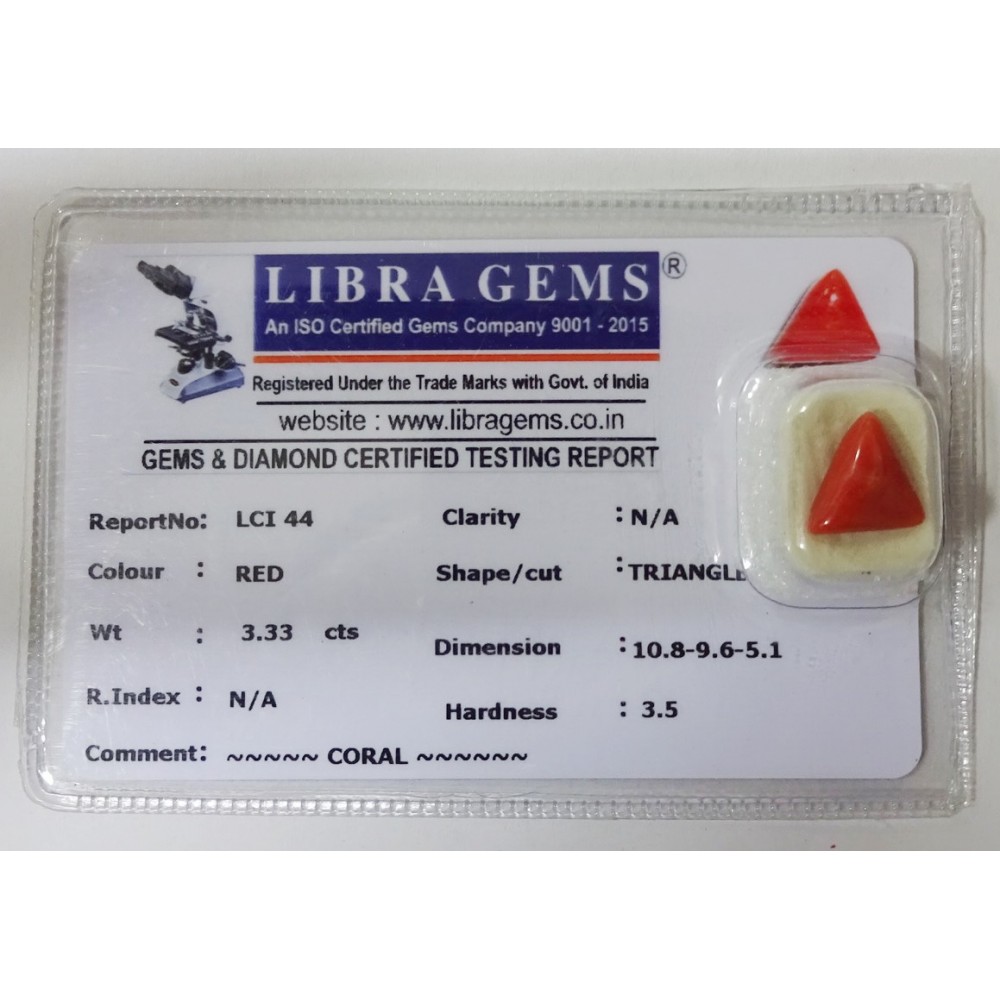 LIBRA GEMS ®
An ISO Certified Gems Company 9001 - 2015
Registered Under the Trade Marks with Govt. of India
website : www.libragems.co.in
GEMS & DIAMOND CERTIFIED TESTING REPORT
ReportNo: LCI 44 Clarity : N/A
Colour : RED Shape/cut : TRIANGLE
Wt : 3.33 cts Dimension : 10.8-9.6-5.1
R.Index : N/A Hardness : 3.5
Comment: ~~~~~ CORAL ~~~~~~